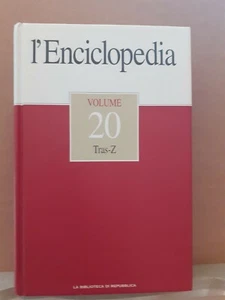 l'Enciclopedia
VOLUME
20
Tras-Z
LA BIBLIOTECA DI REPUBBLICA